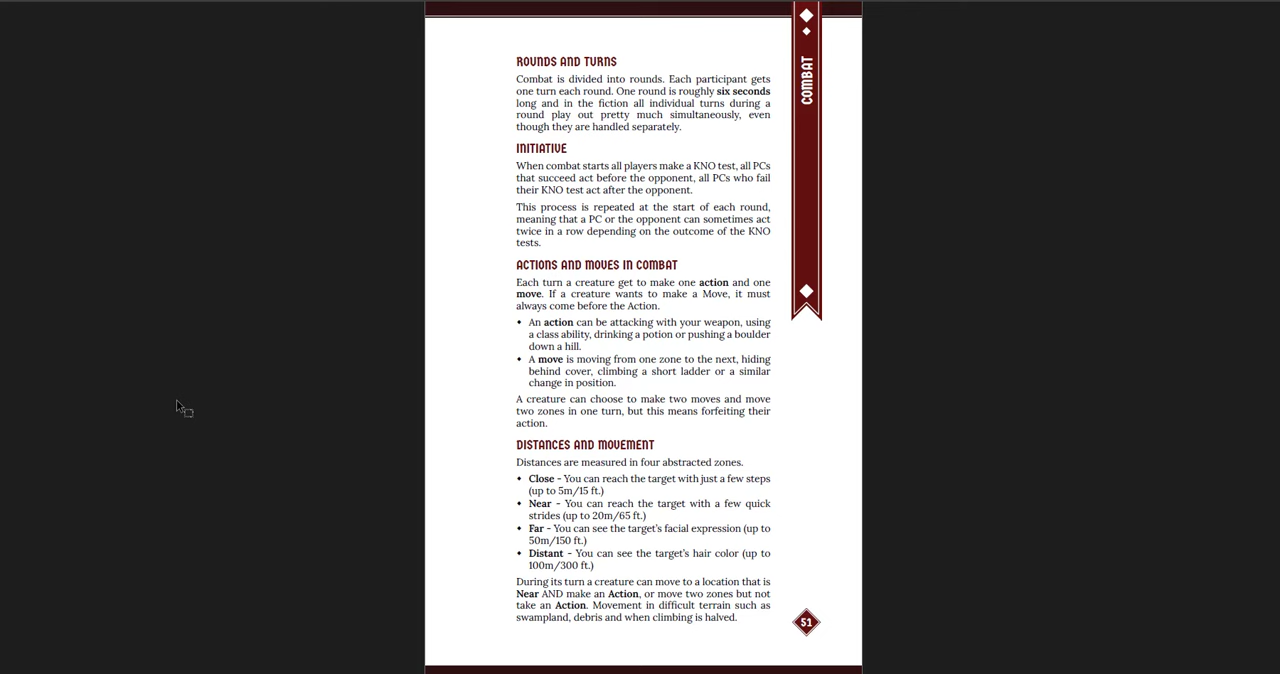 COMBAT
ROUNDS AND TURNS
Combat is divided into rounds. Each participant gets
one turn each round. One round is roughly six seconds
long and in the fiction all individual turns during a
round play out pretty much simultaneously, even
though they are handled separately.
INITIATIVE
When combat starts all players make a KNO test, all PCs
that succeed act before the opponent, all PCs who fail
their KNO test act after the opponent.
This process is repeated at the start of each round,
meaning that a PC or the opponent can sometimes act
twice in a row depending on the outcome of the KNO
tests.
ACTIONS AND MOVES IN COMBAT
Each turn a creature get to make one action and one
move. If a creature wants to make a Move, it must
always come before the Action.
• An action can be attacking with your weapon, using
a class ability, drinking a potion or pushing a boulder
down a hill.
• A move is moving from one zone to the next, hiding
behind cover, climbing a short ladder or a similar
change in position.
A creature can choose to make two moves and move
two zones in one turn, but this means forfeiting their
action.
DISTANCES AND MOVEMENT
Distances are measured in four abstracted zones.
• Close - You can reach the target with just a few steps
(up to 5m/15 ft.)
• Near - You can reach the target with a few quick
strides (up to 20m/65 ft.)
• Far - You can see the target's facial expression (up to
50m/150 ft.)
• Distant - You can see the target's hair color (up to
100m/300 ft.)
During its turn a creature can move to a location that is
Near AND make an Action, or move two zones but not
take an Action. Movement in difficult terrain such as
swampland, debris and when climbing is halved.
51